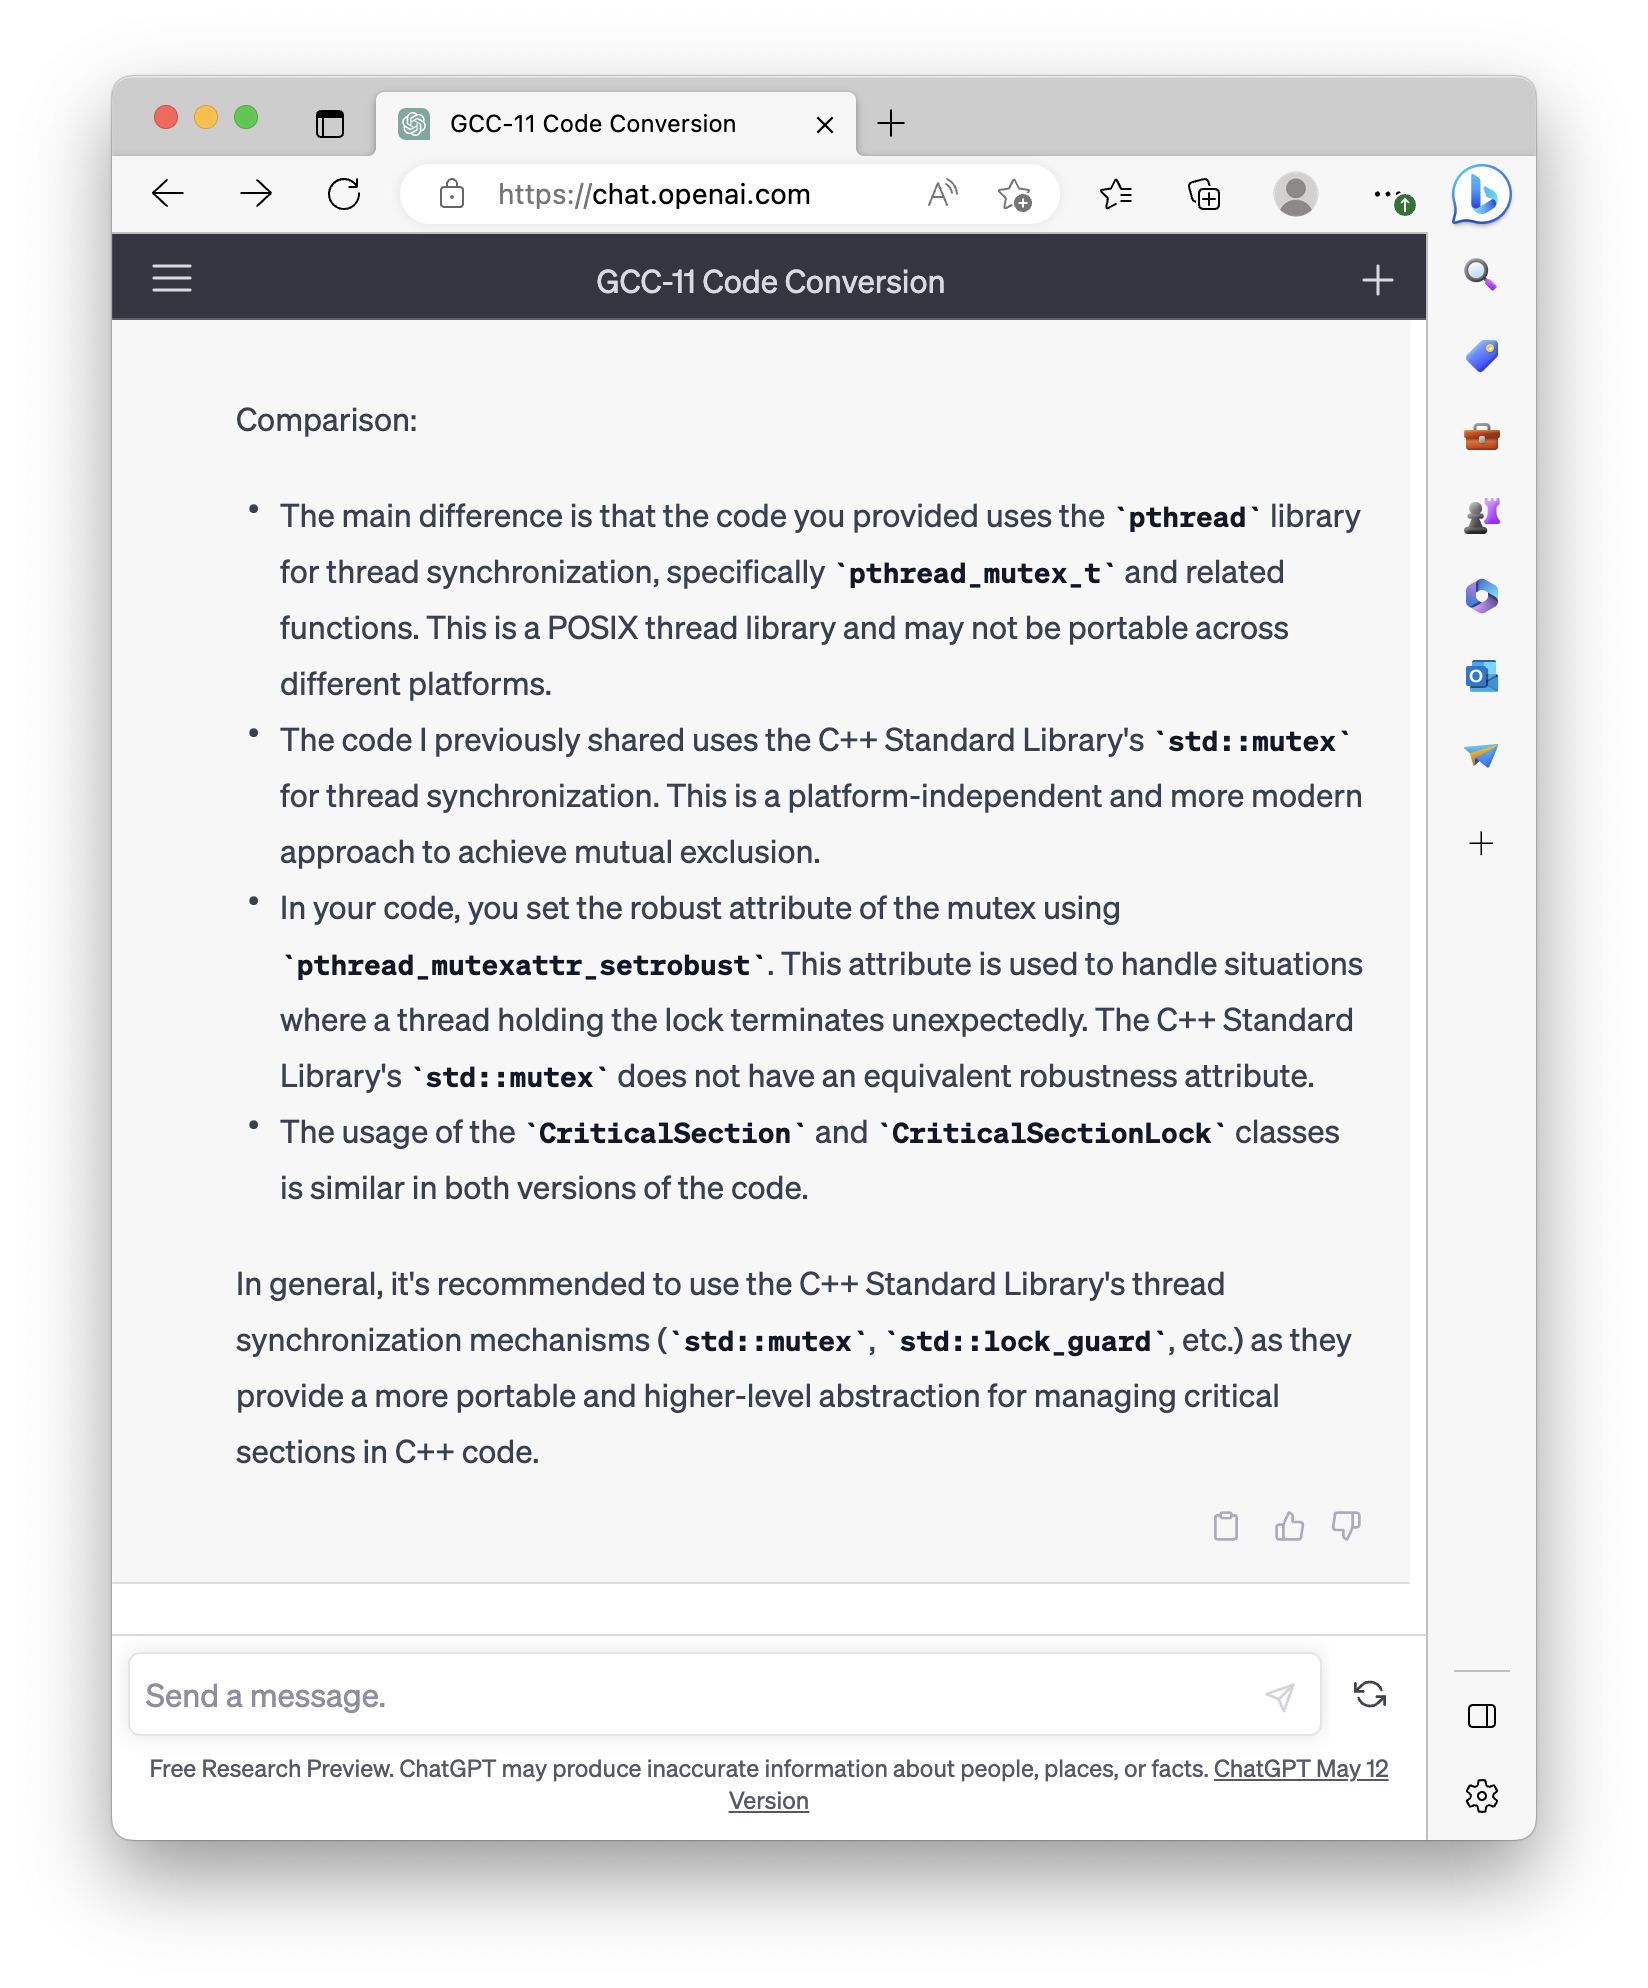 GCC-11 Code Conversion
https://chat.openai.com
GCC-11 Code Conversion
Comparison:
• The main difference is that the code you provided uses the `pthread` library
for thread synchronization, specifically `pthread_mutex_t` and related
functions. This is a POSIX thread library and may not be portable across
different platforms.
• The code I previously shared uses the C++ Standard Library's `std::mutex`
for thread synchronization. This is a platform-independent and more modern
approach to achieve mutual exclusion.
• In your code, you set the robust attribute of the mutex using
`pthread_mutexattr_setrobust`. This attribute is used to handle situations
where a thread holding the lock terminates unexpectedly. The C++ Standard
Library's `std::mutex` does not have an equivalent robustness attribute.
• The usage of the `CriticalSection` and `CriticalSectionLock` classes
is similar in both versions of the code.
In general, it's recommended to use the C++ Standard Library's thread
synchronization mechanisms (`std::mutex`, `std::lock_guard`, etc.) as they
provide a more portable and higher-level abstraction for managing critical
sections in C++ code.
Send a message.
Free Research Preview. ChatGPT may produce inaccurate information about people, places, or facts. ChatGPT May 12
Version